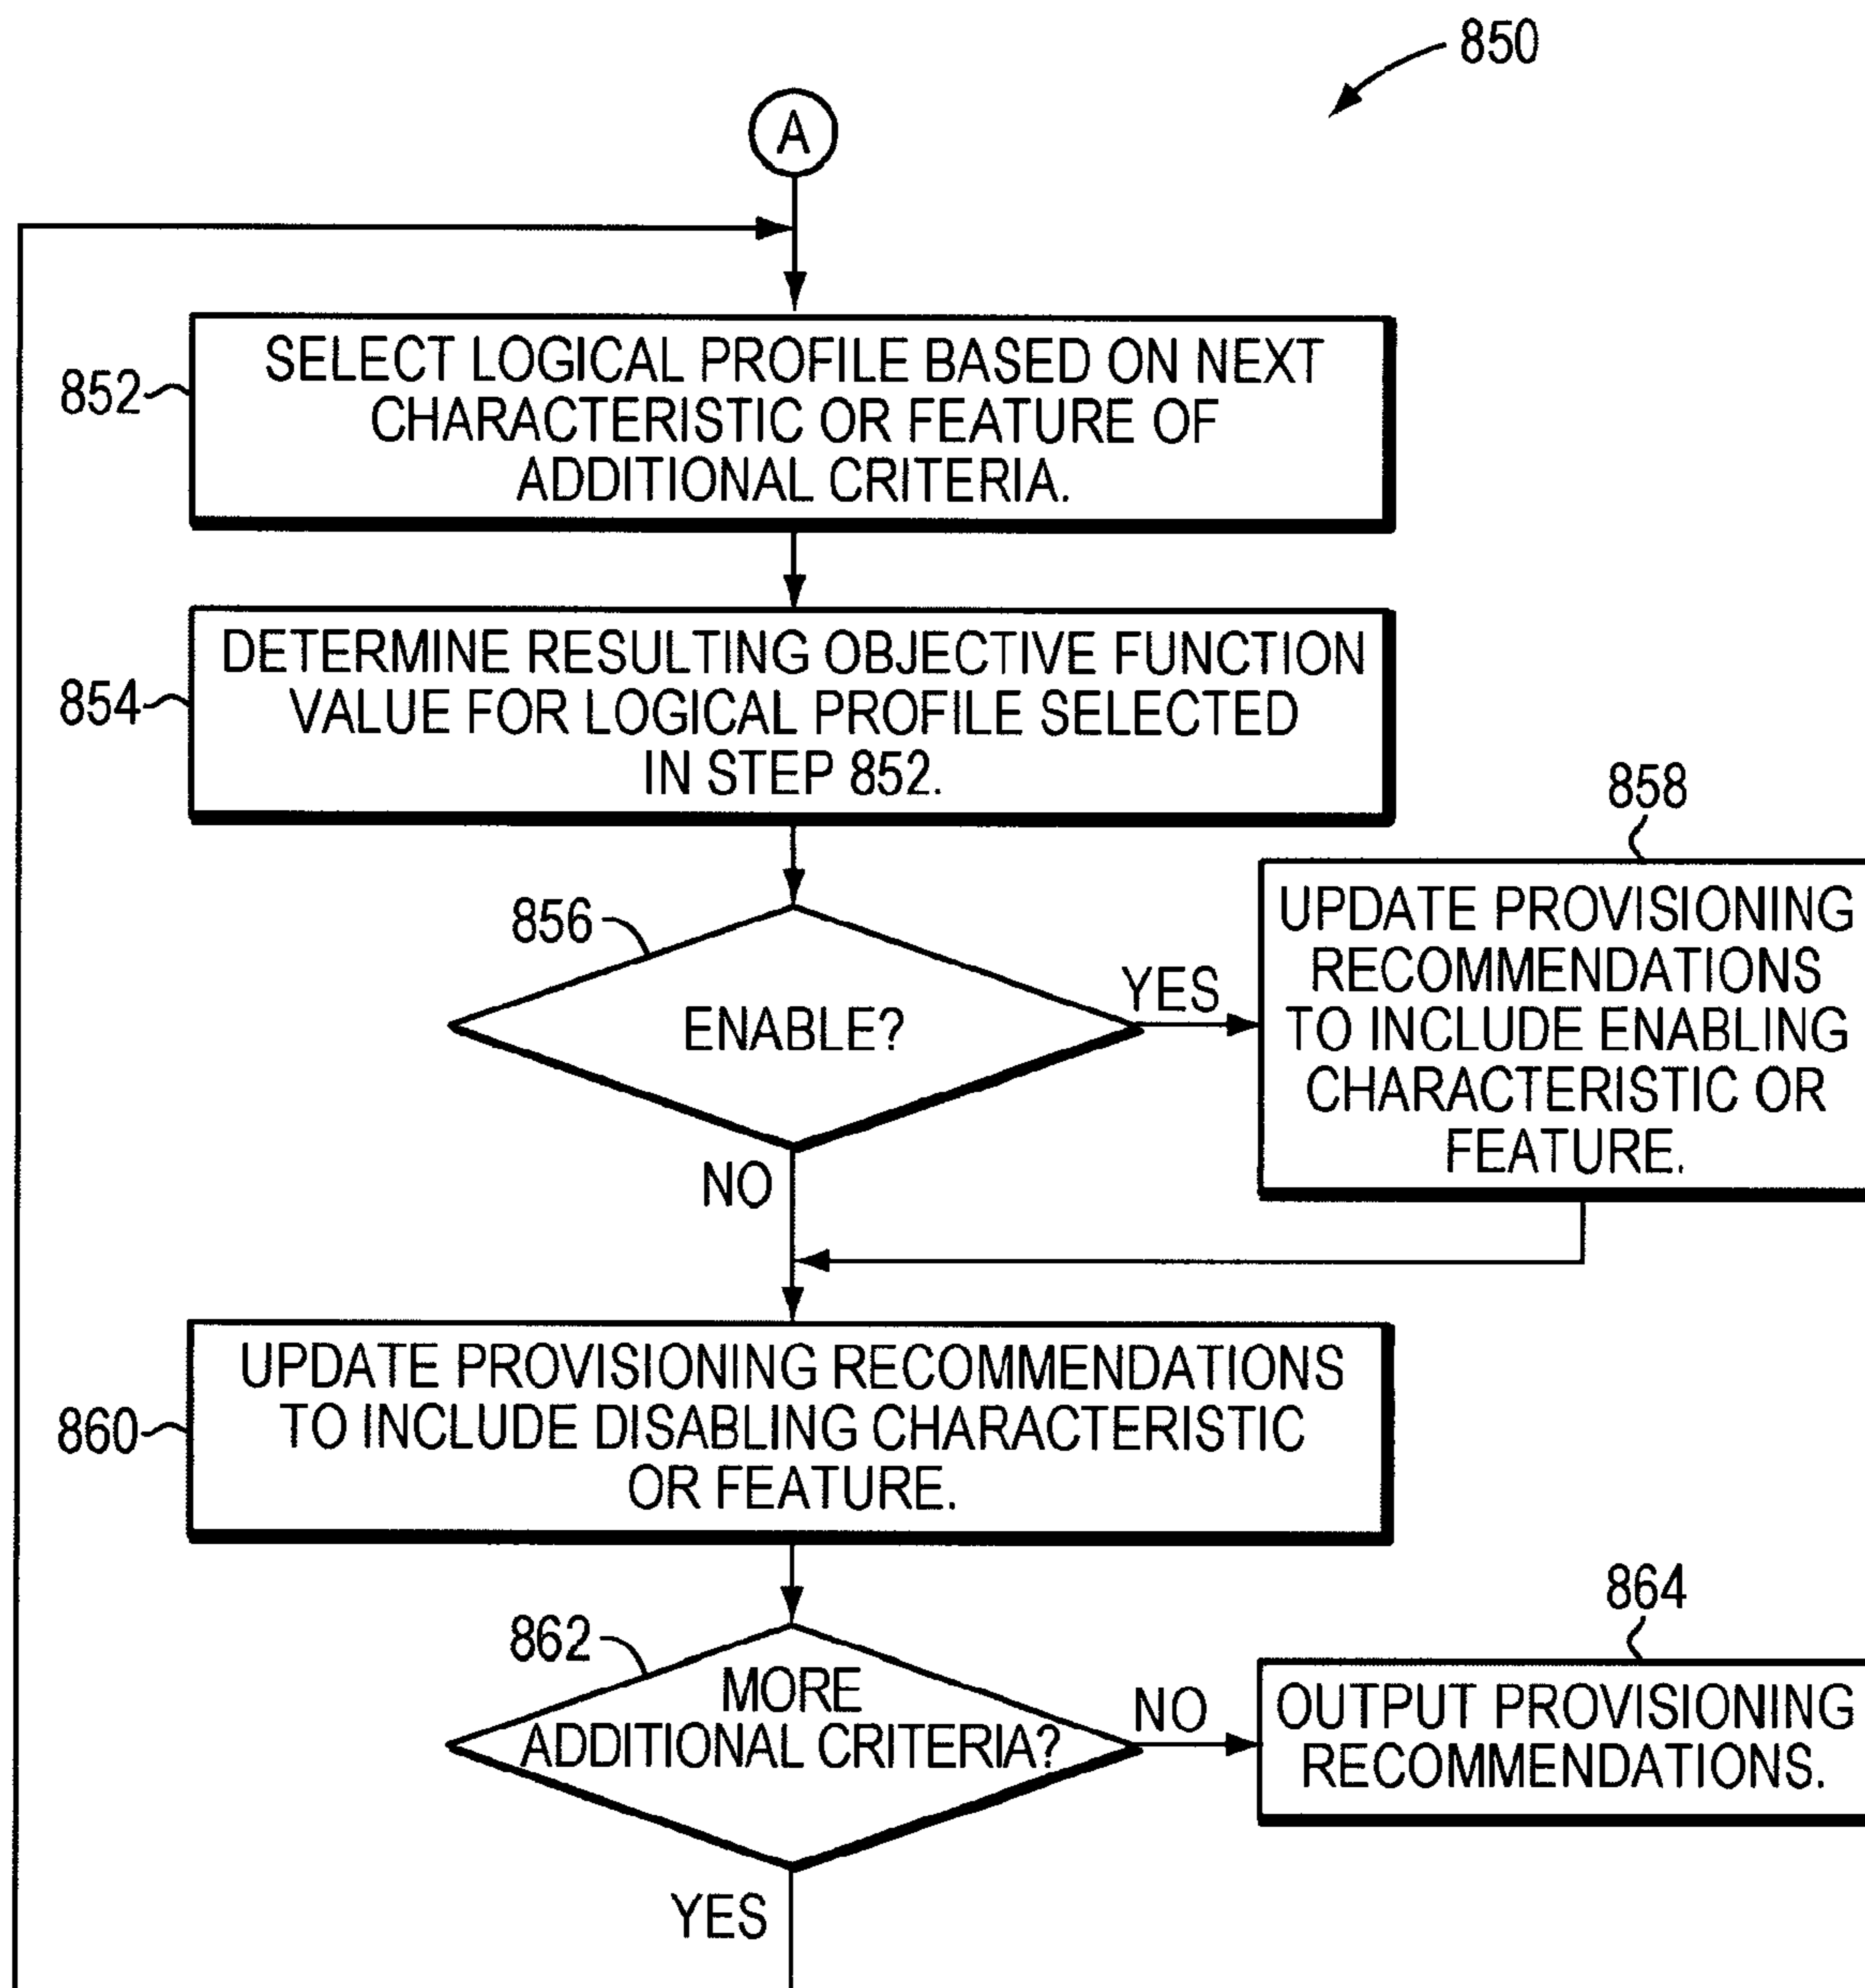 850
A
852
SELECT LOGICAL PROFILE BASED ON NEXT
CHARACTERISTIC OR FEATURE OF
ADDITIONAL CRITERIA.
854
DETERMINE RESULTING OBJECTIVE FUNCTION
VALUE FOR LOGICAL PROFILE SELECTED
IN STEP 852.
856
ENABLE?
YES
858
UPDATE PROVISIONING
RECOMMENDATIONS
TO INCLUDE ENABLING
CHARACTERISTIC OR
FEATURE.
NO
860
UPDATE PROVISIONING RECOMMENDATIONS
TO INCLUDE DISABLING CHARACTERISTIC
OR FEATURE.
862
MORE
ADDITIONAL CRITERIA?
NO
864
OUTPUT PROVISIONING
RECOMMENDATIONS.
YES